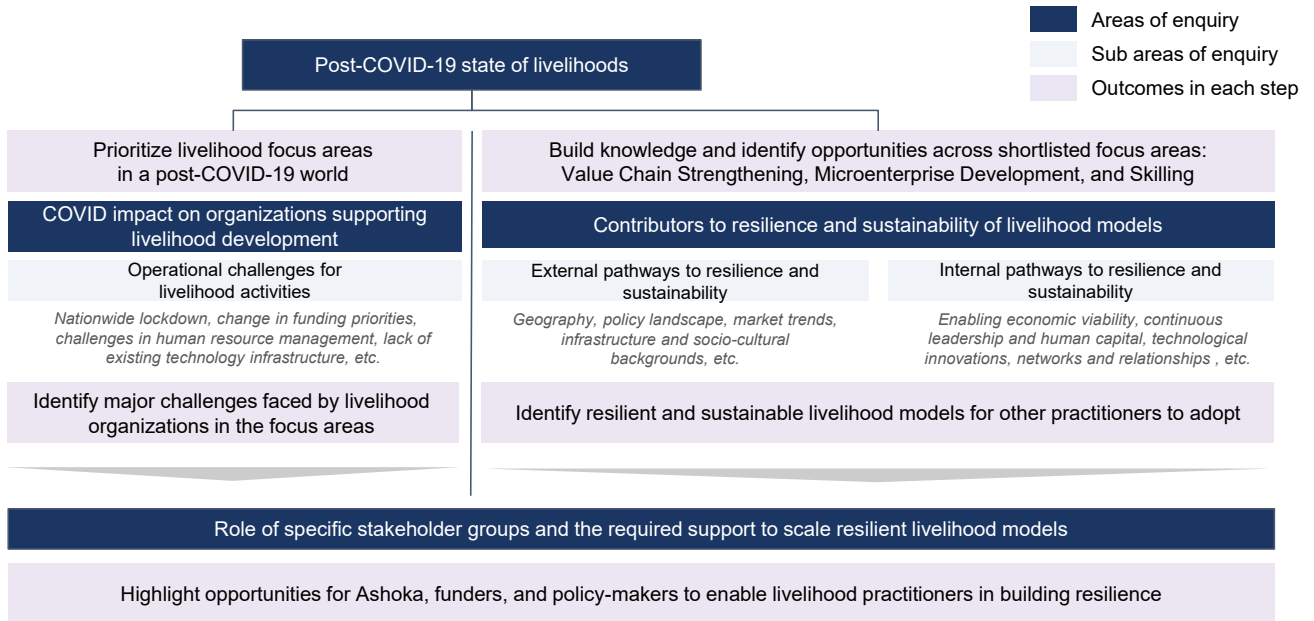 Areas of enquiry
Sub areas of enquiry
Outcomes in each step
Post-COVID-19 state of livelihoods
Prioritize livelihood focus areas
in a post-COVID-19 world
Build knowledge and identify opportunities across shortlisted focus areas:
Value Chain Strengthening, Microenterprise Development, and Skilling
COVID impact on organizations supporting
livelihood development
Contributors to resilience and sustainability of livelihood models
Operational challenges for
livelihood activities
External pathways to resilience and
sustainability
Internal pathways to resilience and
sustainability
Nationwide lockdown, change in funding priorities,
challenges in human resource management, lack of
existing technology infrastructure, etc.
Geography, policy landscape, market trends,
infrastructure and socio-cultural
backgrounds, etc.
Enabling economic viability, continuous
leadership and human capital, technological
innovations, networks and relationships , etc.
Identify major challenges faced by livelihood
organizations in the focus areas
Identify resilient and sustainable livelihood models for other practitioners to adopt
Role of specific stakeholder groups and the required support to scale resilient livelihood models
Highlight opportunities for Ashoka, funders, and policy-makers to enable livelihood practitioners in building resilience